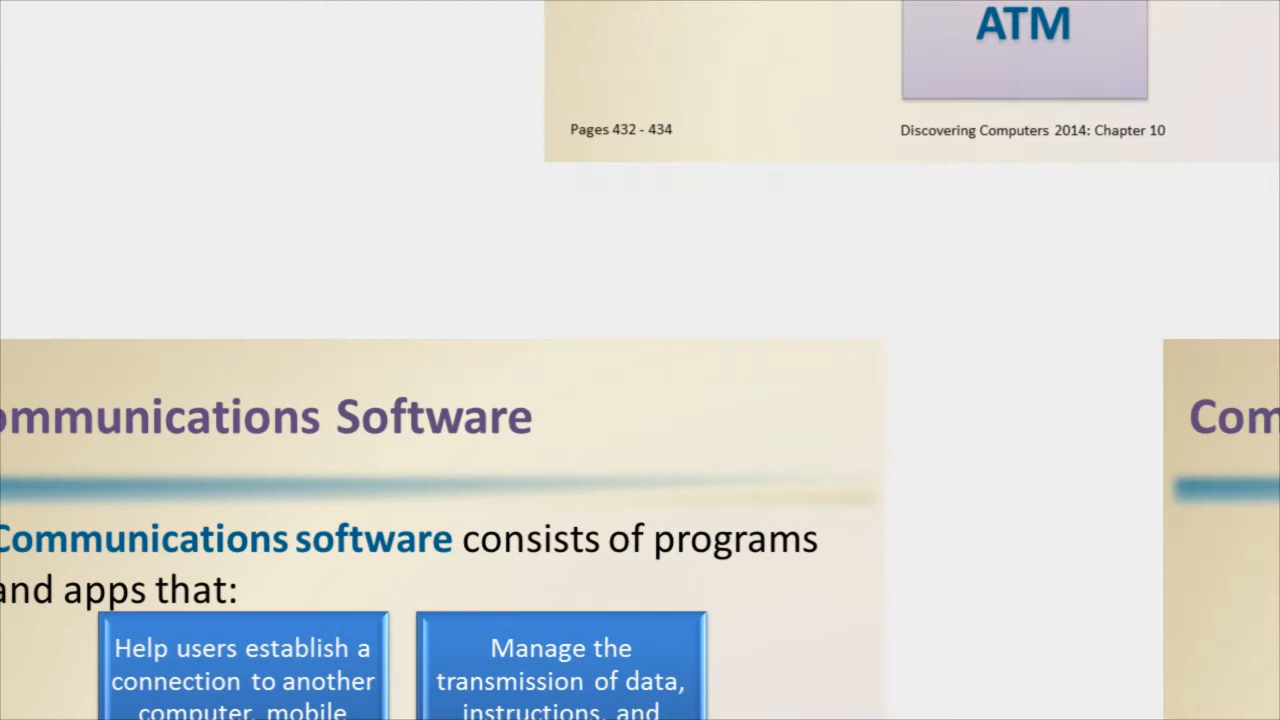 ATM
Pages 432 - 434
Discovering Computers 2014: Chapter 10
ommunications Software
Com
Communications software consists of programs
and apps that:
Help users establish a
connection to another
computer, mobile
Manage the
transmission of data,
instructions, and